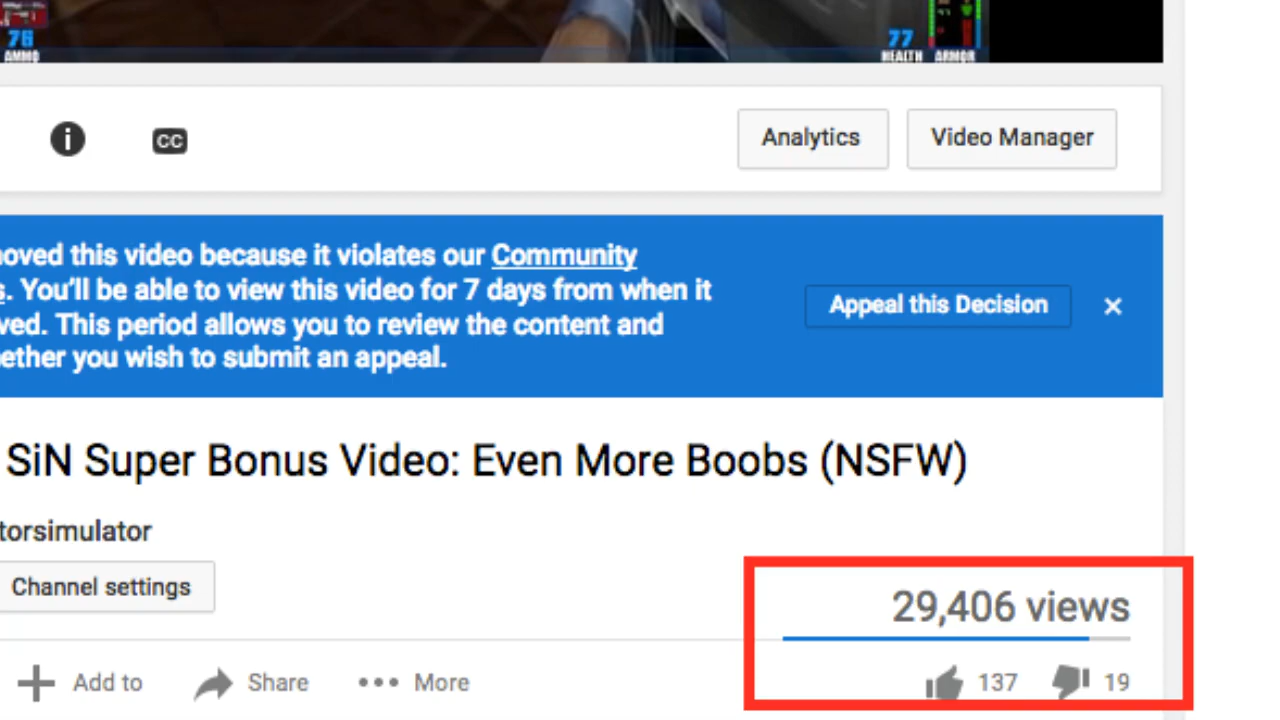 76
AMMO
77
HEALTH ARMOR
i
CC
Analytics
Video Manager
this video because it violates our Community
You'll be able to view this video for 7 days from when it
This period allows you to review the content and
you wish to submit an appeal.
Appeal this Decision
×
SiN Super Bonus Video: Even More Boobs (NSFW)
torsimulator
Channel settings
29,406 views
Add to
Share
More
137
19